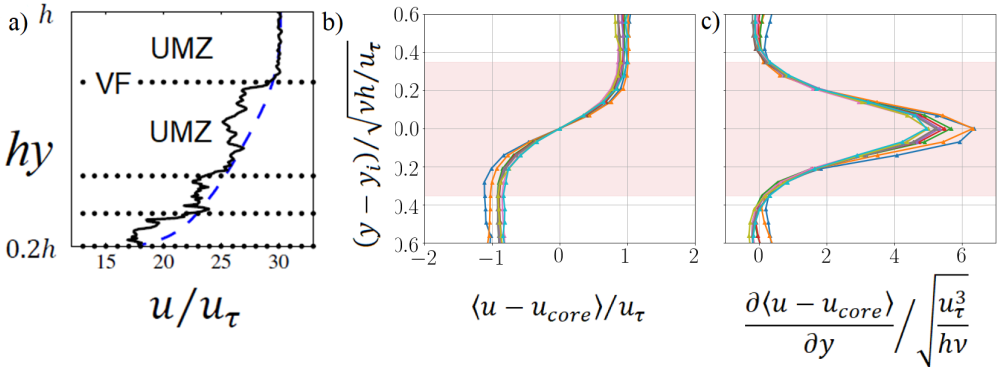 a)
h
UMZ
VF
UMZ
hy
0.2h
15 20 25 30
u/u_τ
b)
(y − y_i)/√νh/u_τ
0.6
0.4
0.2
0.0
0.2
0.4
0.6
−2 −1 0 1 2
⟨u − u_core⟩/u_τ
c)
0 2 4 6
∂⟨u − u_core⟩
∂y
/
√u_τ^3
hν